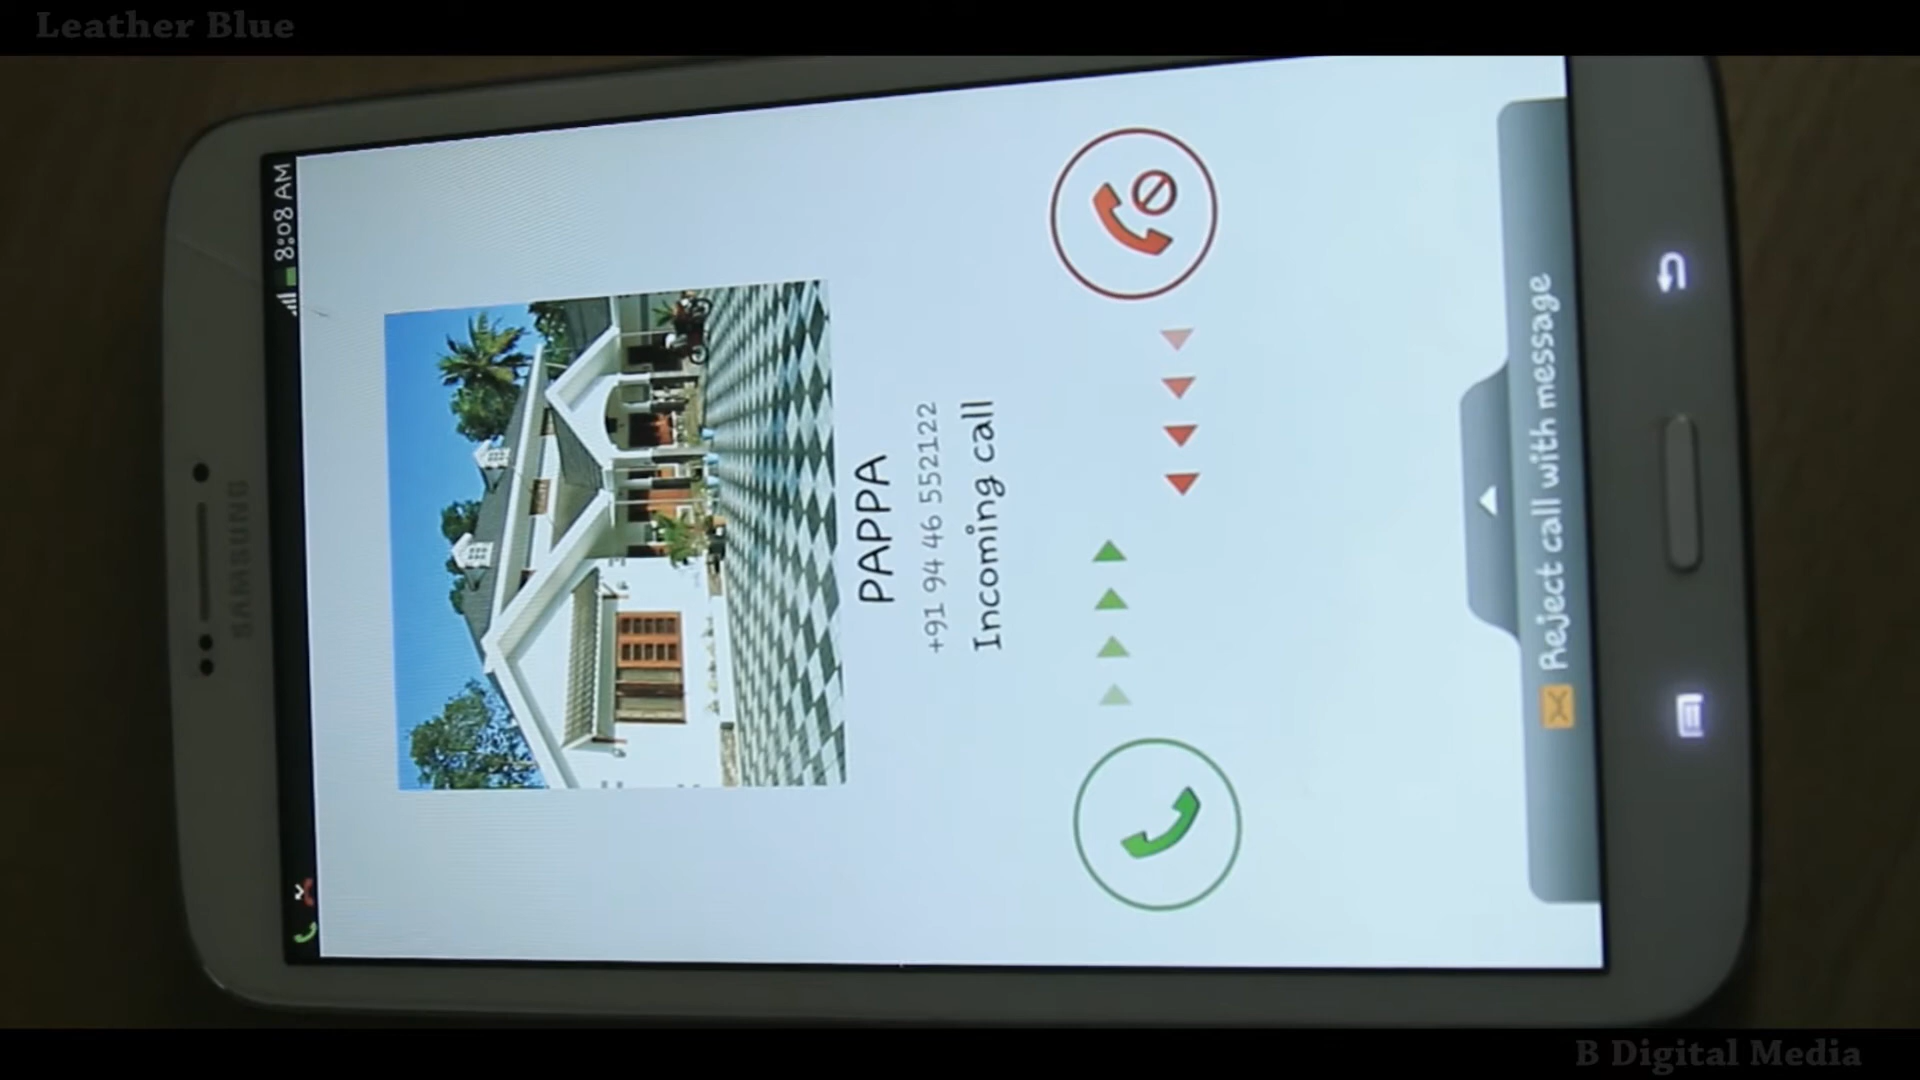 Leather Blue
SAMSUNG
8:08 AM
PAPPA
+91 94 46 552122
Incoming call
Reject call with message
B Digital Media